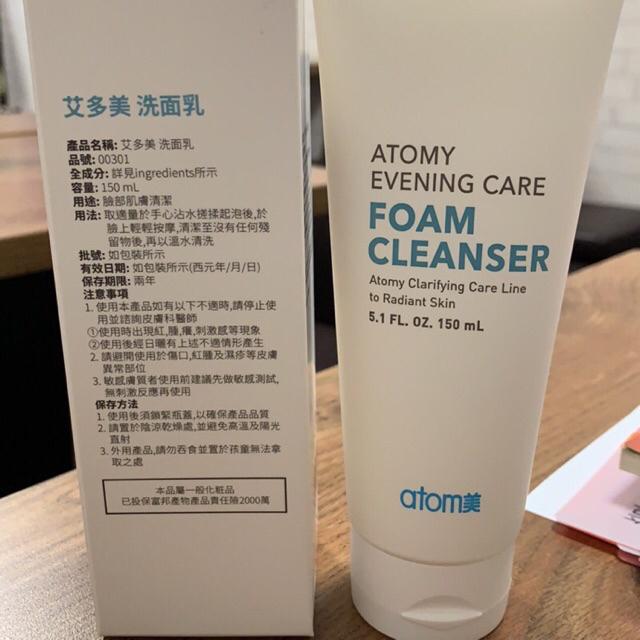 艾多美 洗面乳
產品名稱: 艾多美 洗面乳
品號: 00301
全成分: 詳見ingredients所示
容量: 150 mL
用途: 臉部肌膚清潔
用法: 取適量於手心沾水搓揉起泡後,於
臉上輕輕按摩,清潔至沒有任何殘
留物後,再以溫水清洗
批號: 如包裝所示
有效日期: 如包裝所示(西元年/月/日)
保存期限: 兩年
注意事項
1. 使用本產品如有以下不適時,請停止使
用並諮詢皮膚科醫師
①使用時出現紅,腫,癢,刺激感等現象
②使用後經日曬有上述不適情形產生
2. 請避開使用於傷口,紅腫及濕疹等皮膚
異常部位
3. 敏感膚質者使用前建議先做敏感測試,
無刺激反應再使用
保存方法
1. 使用後須鎖緊瓶蓋,以確保產品品質
2. 請置於陰涼乾燥處,並避免高溫及陽光
直射
3. 外用產品,請勿吞食並置於孩童無法拿
取之處
本品屬一般化粧品
已投保富邦產物產品責任險2000萬
ATOMY
EVENING CARE
FOAM
CLEANSER
Atomy Clarifying Care Line
to Radiant Skin
5.1 FL. OZ. 150 mL
atom美